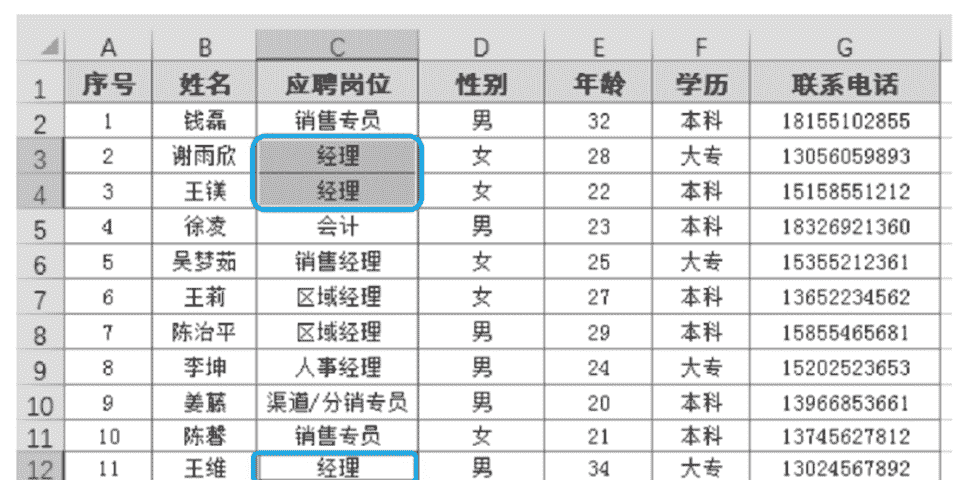 A B C D E F G
1 序号 姓名 应聘岗位 性别 年龄 学历 联系电话
2 1 钱磊 销售专员 男 32 本科 18155102855
3 2 谢雨欣 经理 女 28 大专 13056059893
4 3 王镁 经理 女 22 本科 15158551212
5 4 徐凌 会计 男 23 本科 18326921360
6 5 吴梦茹 销售经理 女 25 大专 15355212361
7 6 王莉 区域经理 女 27 本科 13652234562
8 7 陈治平 区域经理 男 29 本科 15855465681
9 8 李坤 人事经理 男 24 大专 15202523653
10 9 姜藤 渠道/分销专员 男 20 本科 13966853661
11 10 陈馨 销售专员 女 21 本科 13745627812
12 11 王维 经理 男 34 大专 13024567892